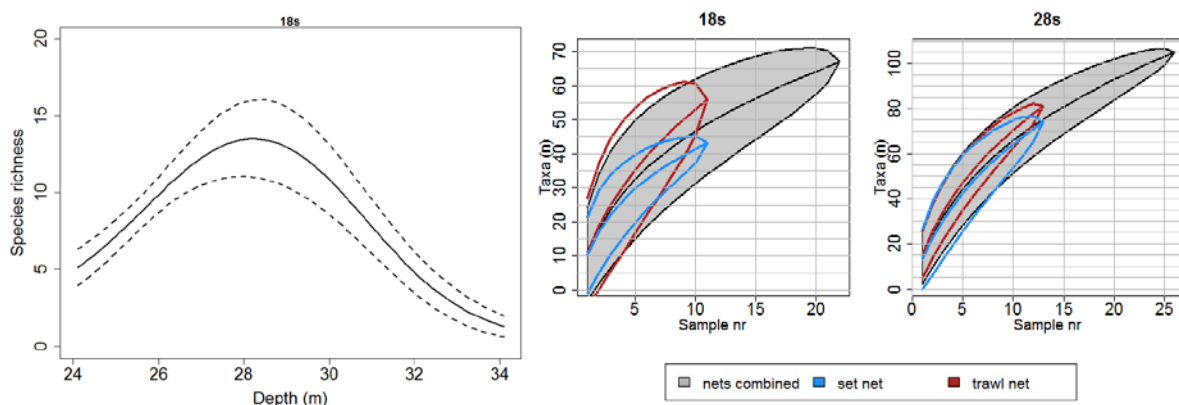 18s
Species richness
20
15
10
5
0
24 26 28 30 32 34
Depth (m)
18s
Taxa (n)
70
60
50
40
30
20
10
0
5 10 15 20
Sample nr
28s
Taxa (n)
100
80
60
40
20
0
5 10 15 20 25
Sample nr
nets combined set net trawl net